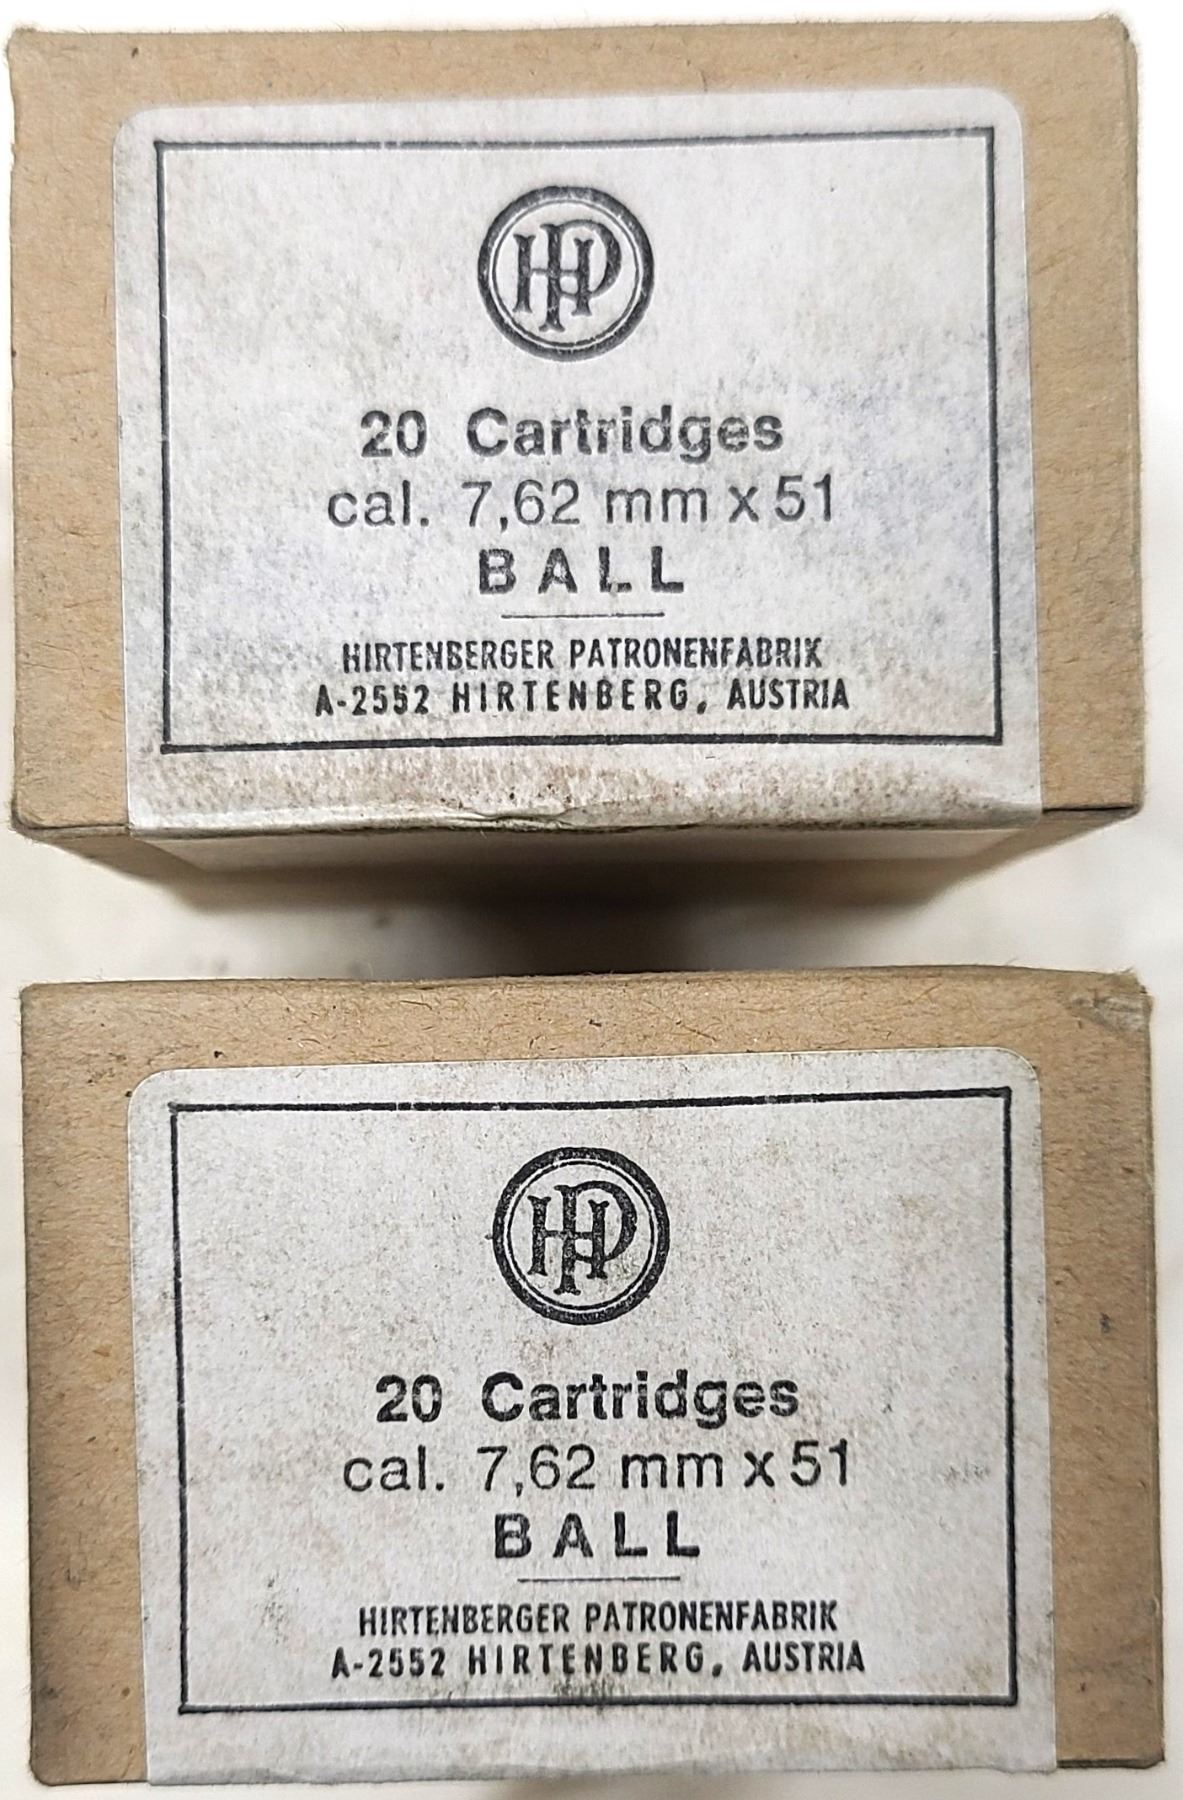 HP
20 Cartridges
cal. 7,62 mm x 51
BALL
HIRTENBERGER PATRONENFABRIK
A-2552 HIRTENBERG, AUSTRIA
HP
20 Cartridges
cal. 7,62 mm x 51
BALL
HIRTENBERGER PATRONENFABRIK
A-2552 HIRTENBERG, AUSTRIA